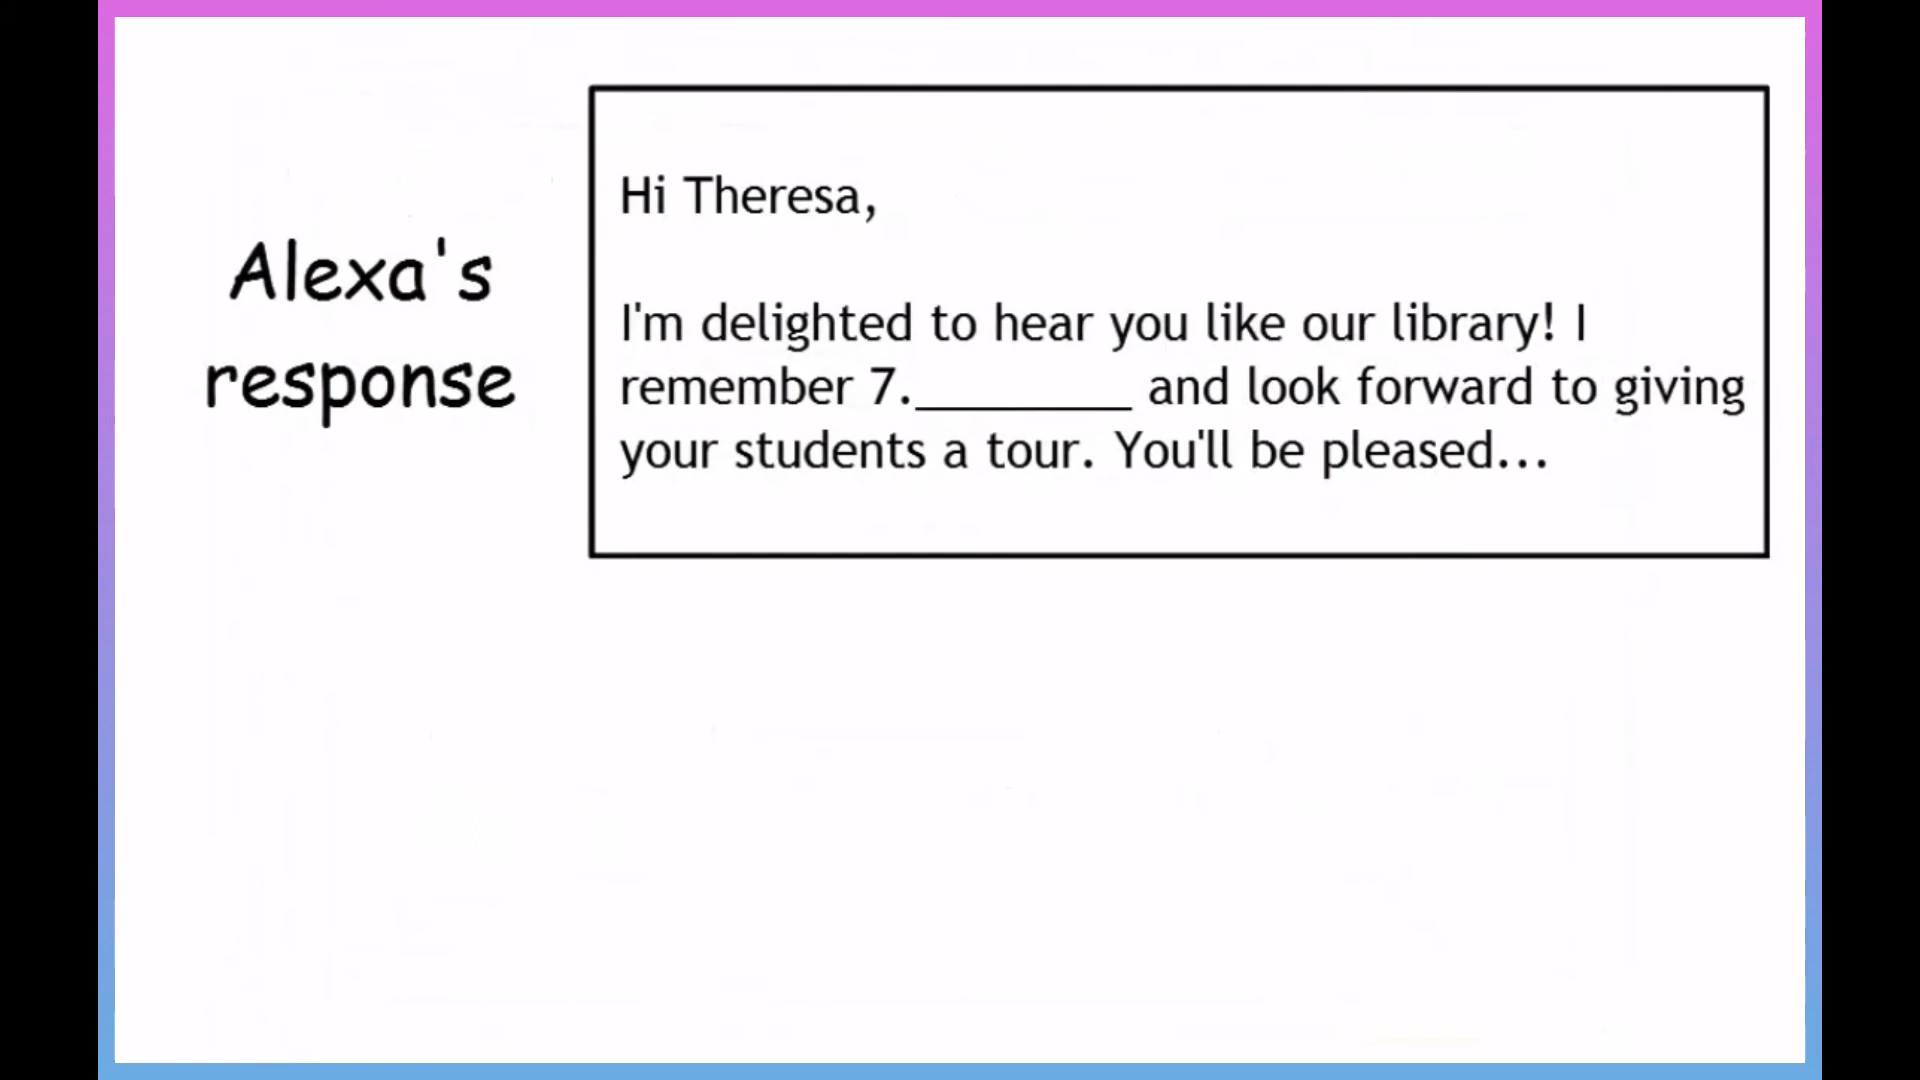 Alexa's
response
Hi Theresa,
I'm delighted to hear you like our library! I
remember 7.________ and look forward to giving
your students a tour. You'll be pleased...